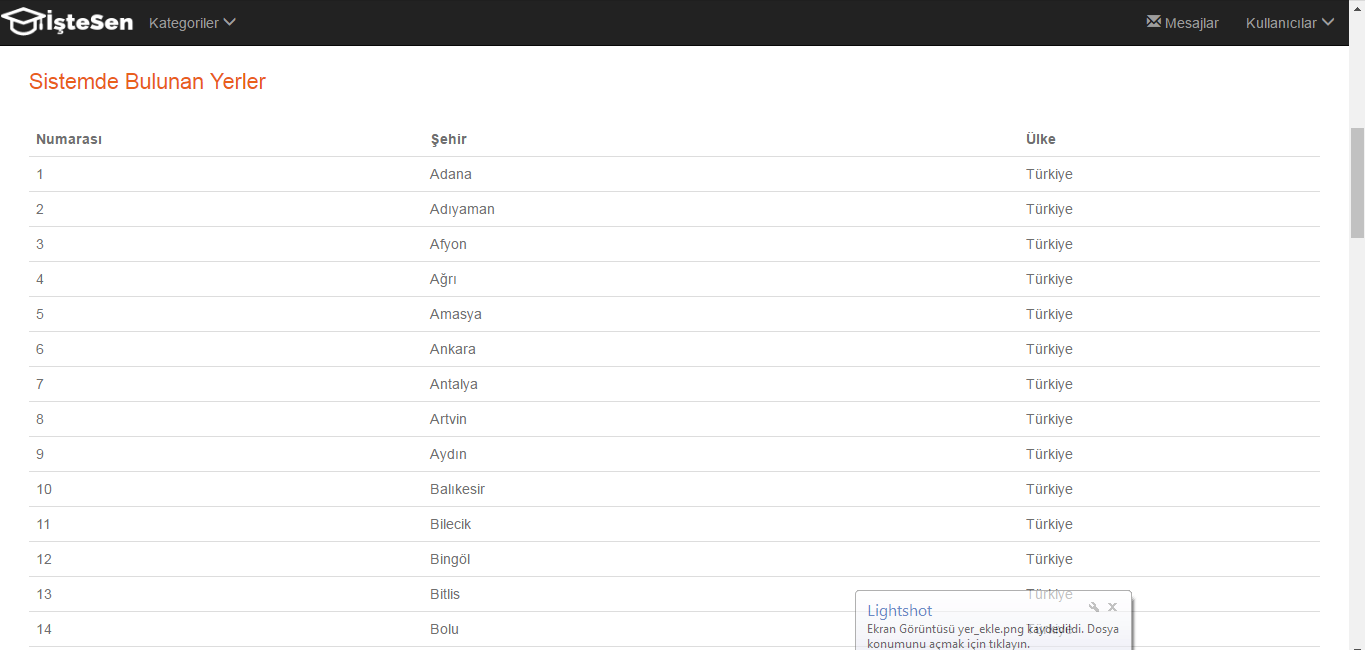 İşteSen Kategoriler Mesajlar Kullanıcılar
Sistemde Bulunan Yerler
Numarası Şehir Ülke
1 Adana Türkiye
2 Adıyaman Türkiye
3 Afyon Türkiye
4 Ağrı Türkiye
5 Amasya Türkiye
6 Ankara Türkiye
7 Antalya Türkiye
8 Artvin Türkiye
9 Aydın Türkiye
10 Balıkesir Türkiye
11 Bilecik Türkiye
12 Bingöl Türkiye
13 Bitlis Türkiye
14 Bolu Türkiye
Lightshot
Ekran Görüntüsü yer_ekle.png kaydedildi. Dosya
konumunu açmak için tıklayın.